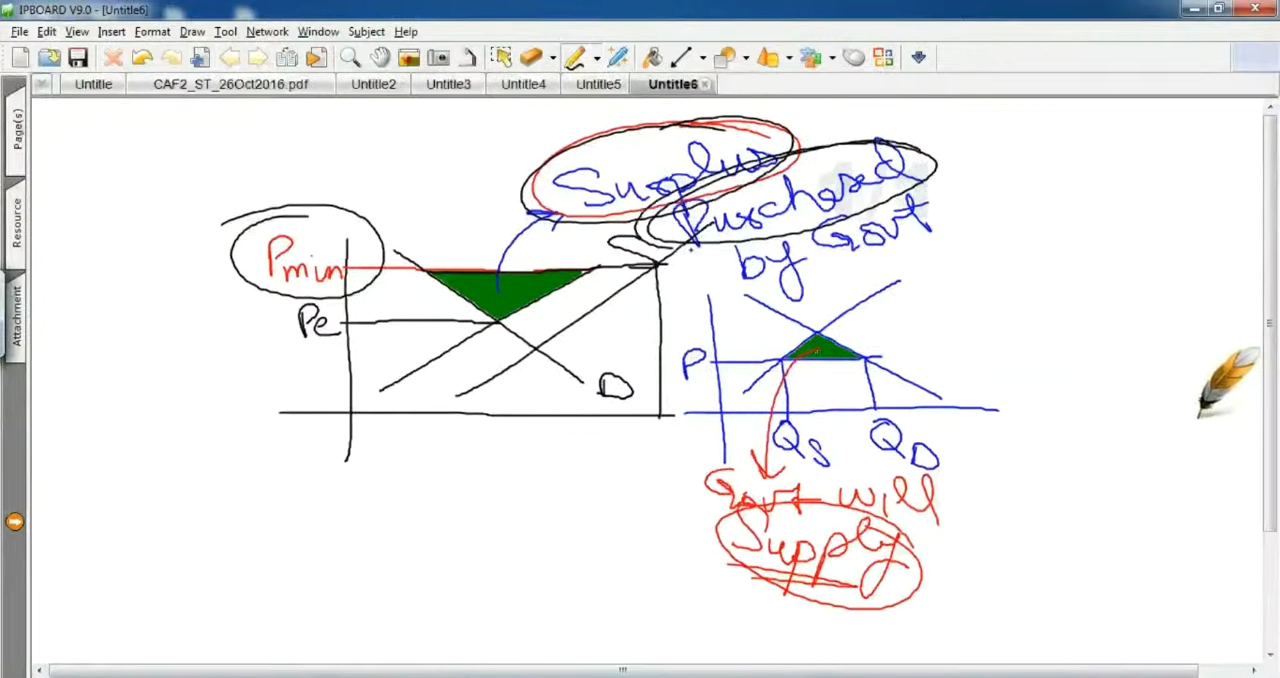 IPBOARD V9.0 - [Untitle6]
File Edit View Insert Format Draw Tool Network Window Subject Help
Untitle CAF2_ST_26Oct2016.pdf Untitle2 Untitle3 Untitle4 Untitle5 Untitle6
Page(s)
Resource
Attachment
Surplus
Purchased
by Govt
Pmin
Pe
D
P
QS QD
Govt will
Supply